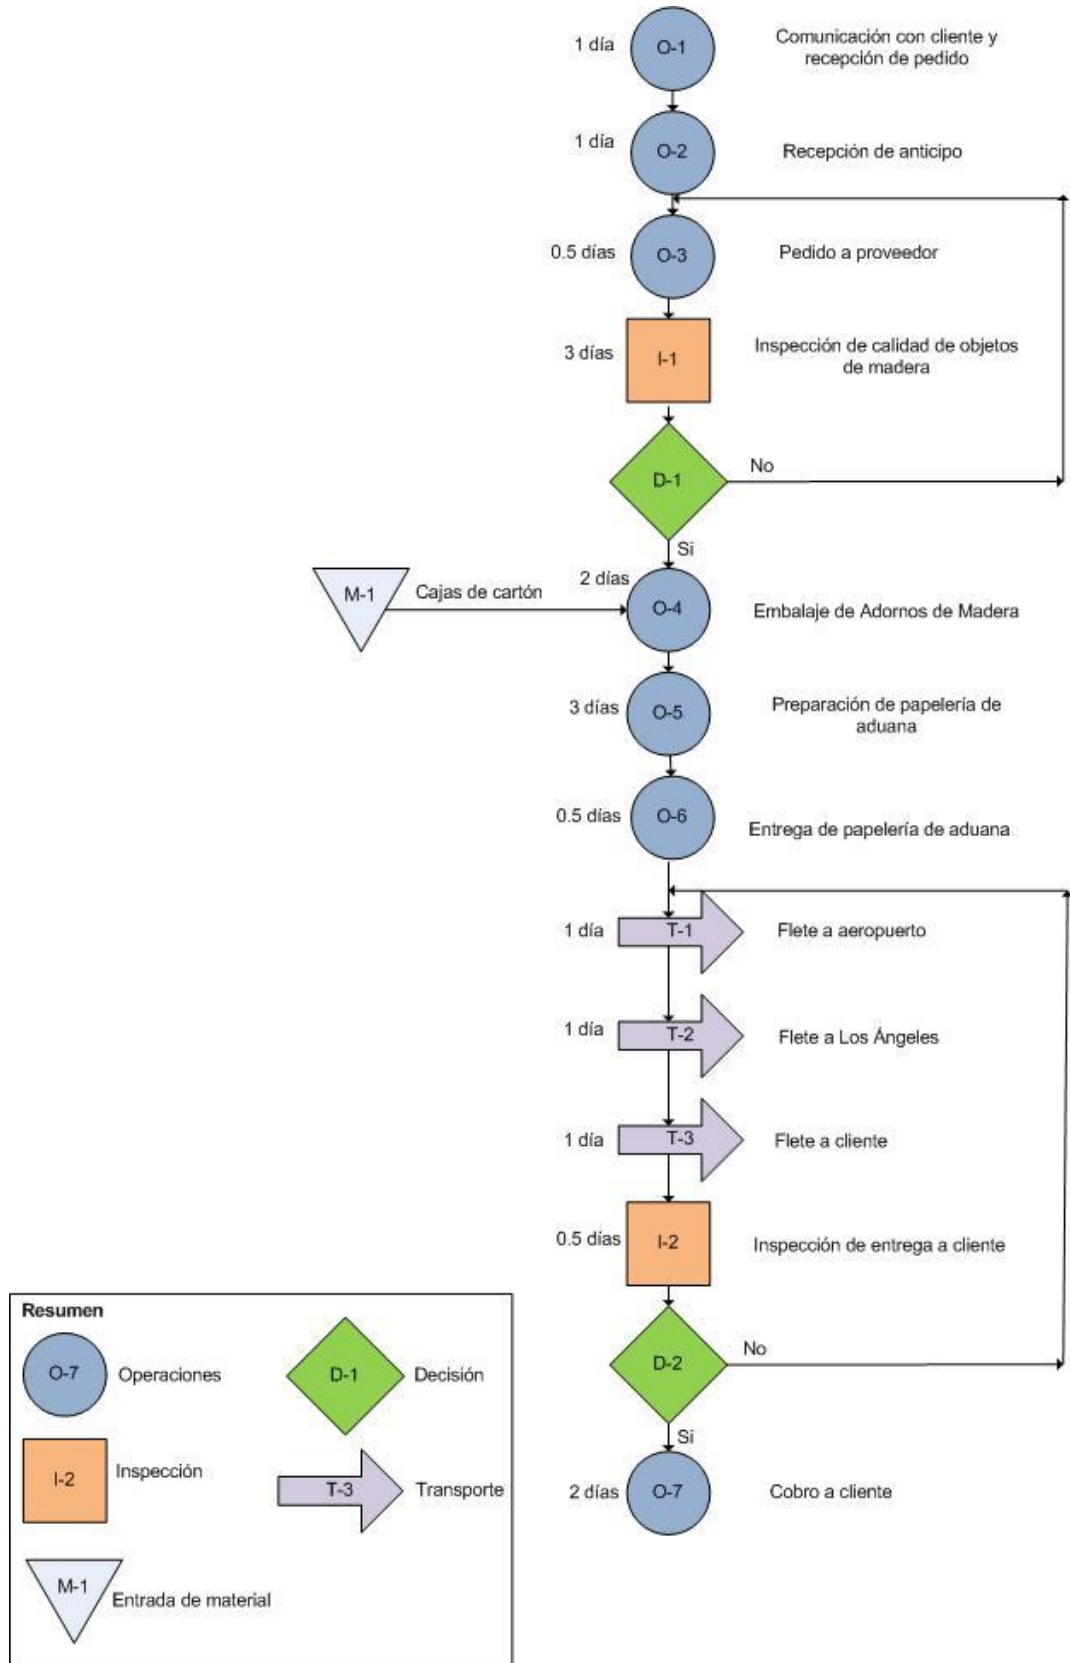 1 día
O-1
Comunicación con cliente y
recepción de pedido
1 día
O-2
Recepción de anticipo
0.5 días
O-3
Pedido a proveedor
3 días
I-1
Inspección de calidad de objetos
de madera
D-1
No
Si
M-1
Cajas de cartón
2 días
O-4
Embalaje de Adornos de Madera
3 días
O-5
Preparación de papelería de
aduana
0.5 días
O-6
Entrega de papelería de aduana
1 día
T-1
Flete a aeropuerto
1 día
T-2
Flete a Los Ángeles
1 día
T-3
Flete a cliente
0.5 días
I-2
Inspección de entrega a cliente
D-2
No
Si
2 días
O-7
Cobro a cliente
Resumen
O-7
Operaciones
D-1
Decisión
I-2
Inspección
T-3
Transporte
M-1
Entrada de material